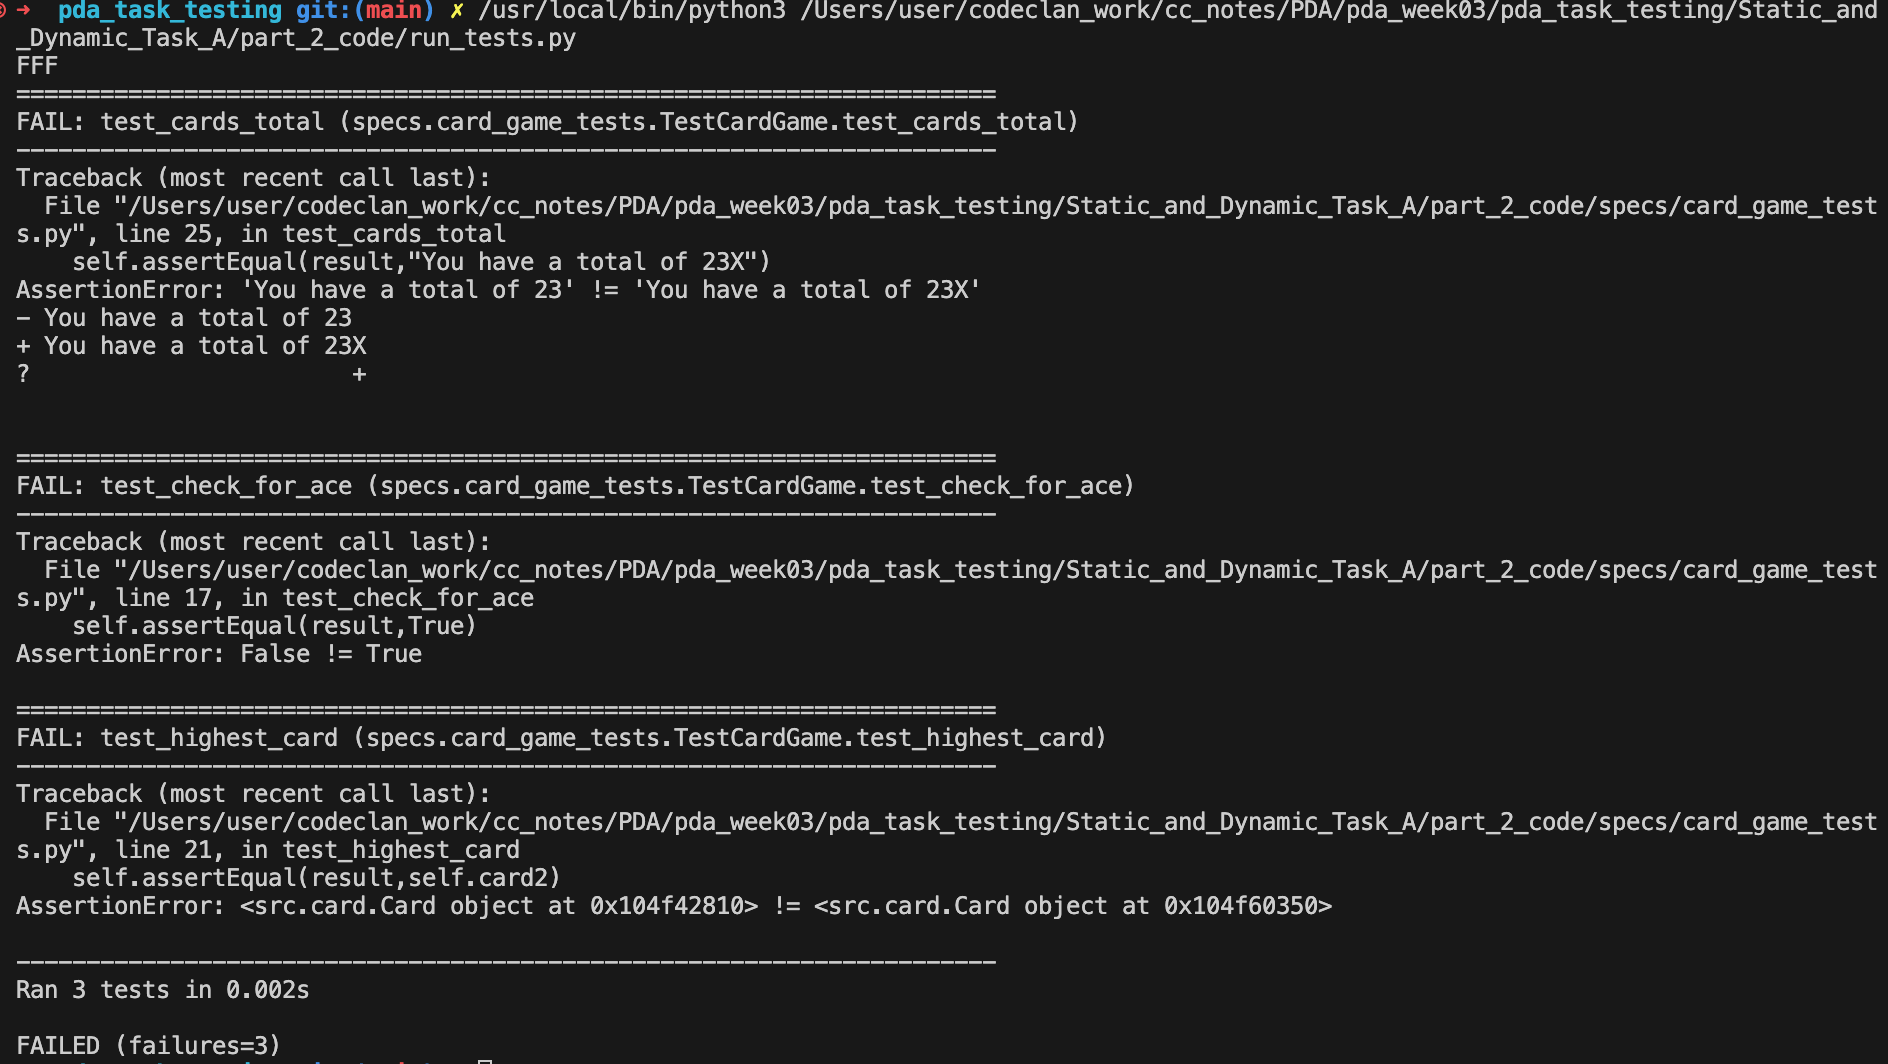 ➜ pda_task_testing git:(main) ✗ /usr/local/bin/python3 /Users/user/codeclan_work/cc_notes/PDA/pda_week03/pda_task_testing/Static_and
_Dynamic_Task_A/part_2_code/run_tests.py
FFF
======================================================================
FAIL: test_cards_total (specs.card_game_tests.TestCardGame.test_cards_total)
----------------------------------------------------------------------
Traceback (most recent call last):
  File "/Users/user/codeclan_work/cc_notes/PDA/pda_week03/pda_task_testing/Static_and_Dynamic_Task_A/part_2_code/specs/card_game_test
s.py", line 25, in test_cards_total
    self.assertEqual(result,"You have a total of 23X")
AssertionError: 'You have a total of 23' != 'You have a total of 23X'
- You have a total of 23
+ You have a total of 23X
?                       +
======================================================================
FAIL: test_check_for_ace (specs.card_game_tests.TestCardGame.test_check_for_ace)
----------------------------------------------------------------------
Traceback (most recent call last):
  File "/Users/user/codeclan_work/cc_notes/PDA/pda_week03/pda_task_testing/Static_and_Dynamic_Task_A/part_2_code/specs/card_game_test
s.py", line 17, in test_check_for_ace
    self.assertEqual(result,True)
AssertionError: False != True
======================================================================
FAIL: test_highest_card (specs.card_game_tests.TestCardGame.test_highest_card)
----------------------------------------------------------------------
Traceback (most recent call last):
  File "/Users/user/codeclan_work/cc_notes/PDA/pda_week03/pda_task_testing/Static_and_Dynamic_Task_A/part_2_code/specs/card_game_test
s.py", line 21, in test_highest_card
    self.assertEqual(result,self.card2)
AssertionError: <src.card.Card object at 0x104f42810> != <src.card.Card object at 0x104f60350>
----------------------------------------------------------------------
Ran 3 tests in 0.002s
FAILED (failures=3)